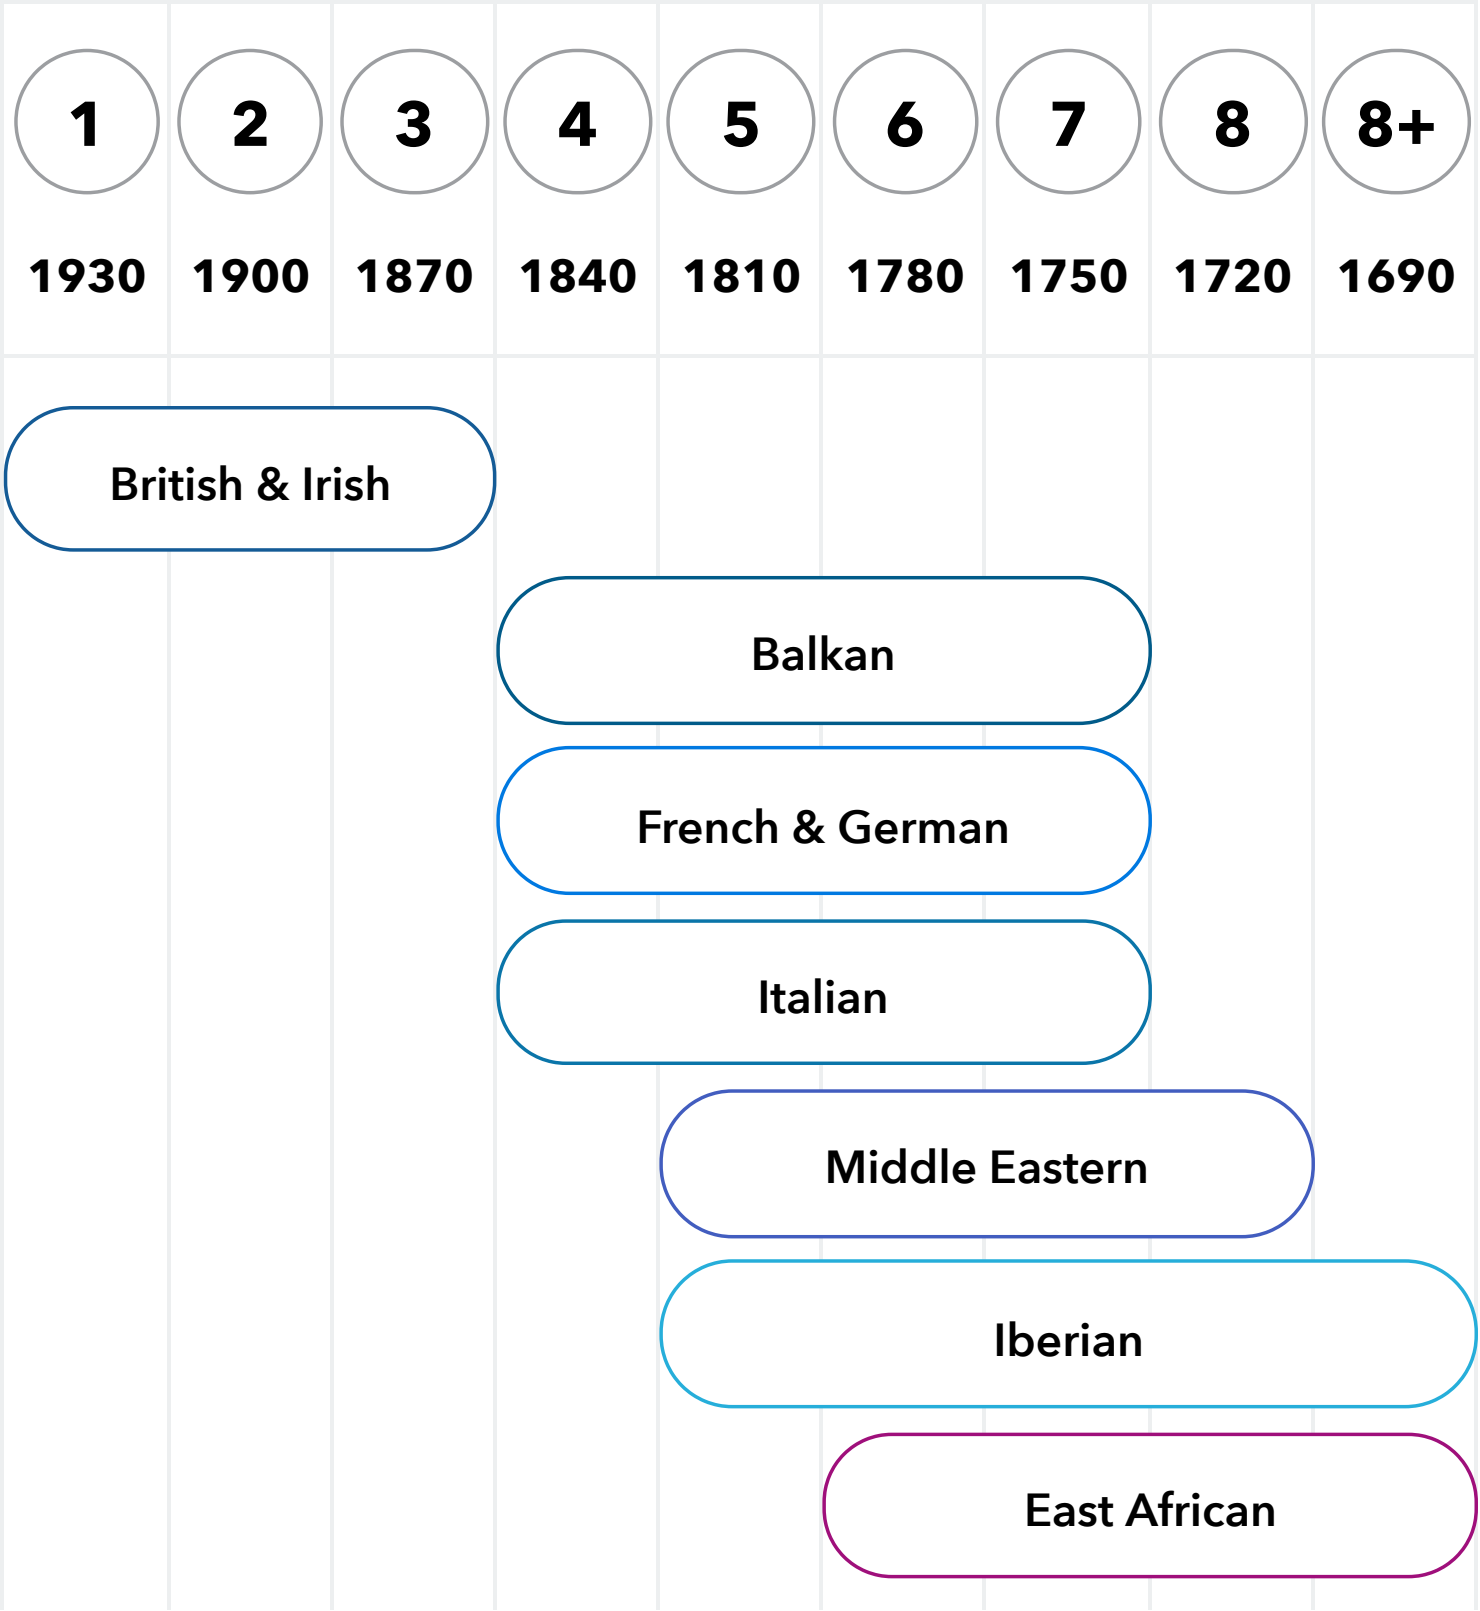 1 2 3 4 5 6 7 8 8+
1930 1900 1870 1840 1810 1780 1750 1720 1690
British & Irish
Balkan
French & German
Italian
Middle Eastern
Iberian
East African